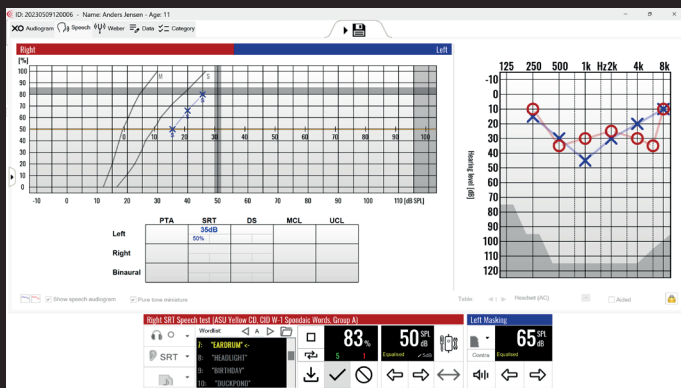 ID: 20230509120006 - Name: Anders Jensen - Age: 11
XO Audiogram Speech Weber Data Category
Right Left
[%]
M S
100
90
80
70
60
50
40
30
20
10
0
0 10 20 30 40 50 60 70 80 90 100
S
S
S
-10 0 10 20 30 40 50 60 70 80 90 100 110 [dB SPL]
PTA SRT DS MCL UCL
Left 35dB
50%
Right
Binaural
125 250 500 1k Hz 2k 4k 8k
-10
0
10
20
30
40
50
60
70
80
90
100
110
120
Hearing level [dB]
Show speech audiogram Pure tone miniature
Table: 1 Headset (AC) Aided
Right SRT Speech test (ASU Yellow CD, CID W-1 Spondaic Words, Group A)
Wordlist: A
7: "EARDRUM" <-
8: "HEADLIGHT"
9: "BIRTHDAY"
10: "DUCKPOND"
SRT
83 %
5 1
50 SPL dB
Equalised ✓ 5dB
Left Masking
Contra
65 SPL dB
Equalised